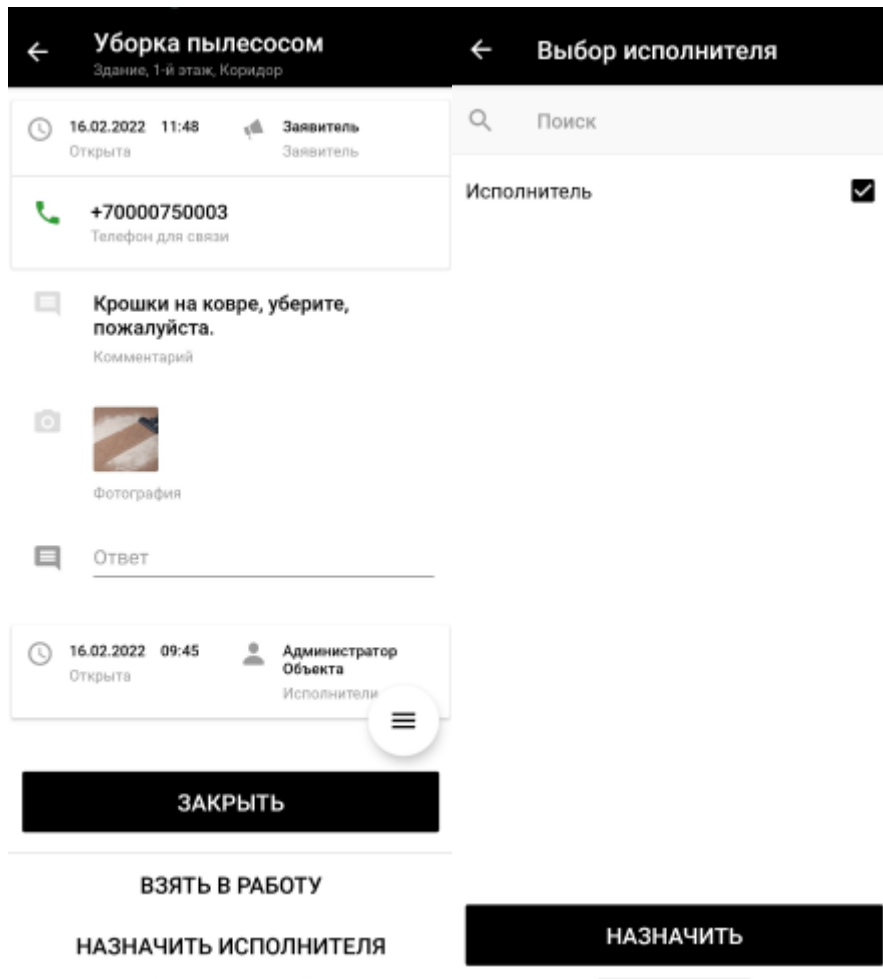 Уборка пылесосом
Здание, 1-й этаж, Коридор
16.02.2022 11:48
Открыта
Заявитель
Заявитель
+70000750003
Телефон для связи
Крошки на ковре, уберите,
пожалуйста.
Комментарий
Фотография
Ответ
16.02.2022 09:45
Открыта
Администратор
Объекта
Исполнители
ЗАКРЫТЬ
ВЗЯТЬ В РАБОТУ
НАЗНАЧИТЬ ИСПОЛНИТЕЛЯ
Выбор исполнителя
Поиск
Исполнитель
НАЗНАЧИТЬ